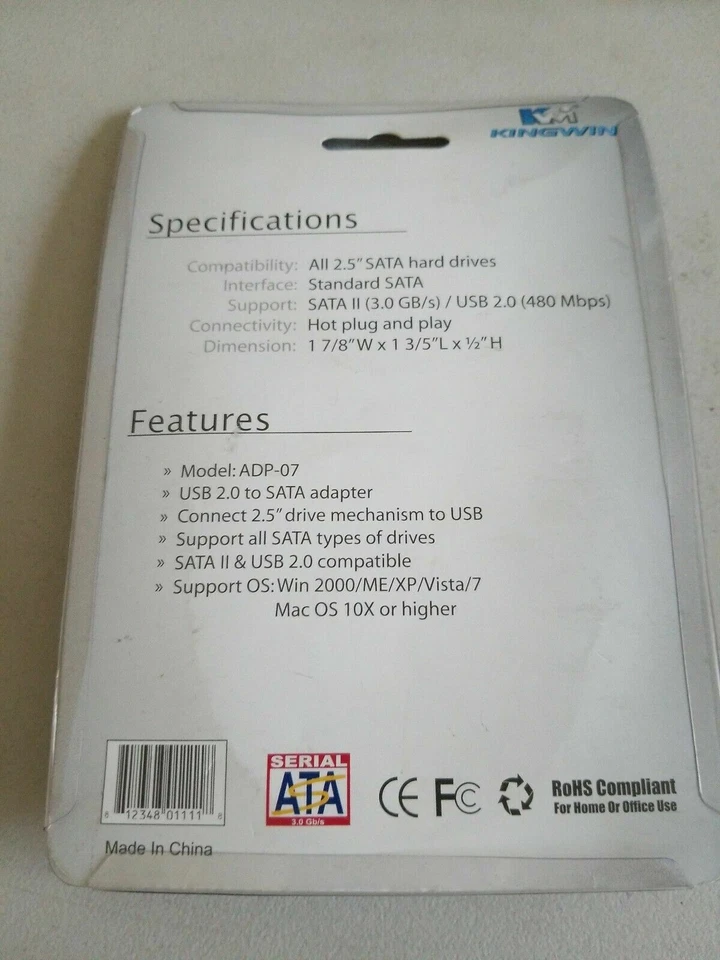 KINGWIN
Specifications
Compatibility: All 2.5" SATA hard drives
Interface: Standard SATA
Support: SATA II (3.0 GB/s) / USB 2.0 (480 Mbps)
Connectivity: Hot plug and play
Dimension: 1 7/8"W x 1 3/5"L x ½"H
Features
» Model: ADP-07
» USB 2.0 to SATA adapter
» Connect 2.5" drive mechanism to USB
» Support all SATA types of drives
» SATA II & USB 2.0 compatible
» Support OS: Win 2000/ME/XP/Vista/7
Mac OS 10X or higher
6 12348 01111 6
Made In China
SERIAL
ATA
3.0 Gb/s
CE FC
RoHS Compliant
For Home Or Office Use